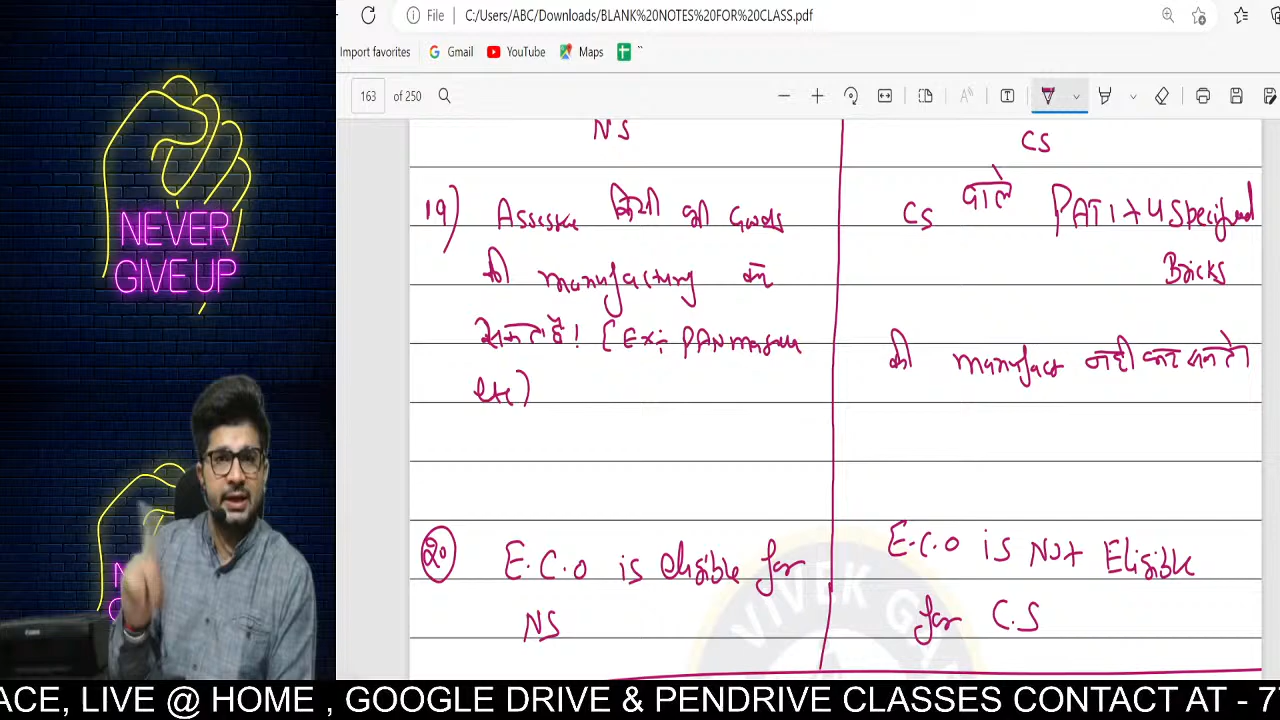 File C:/Users/ABC/Downloads/BLANK%20NOTES%20FOR%20CLASS.pdf
Import favorites Gmail YouTube Maps
163 of 250
NS
CS
19) Assessee किसी भी Goods
की manufacturing कर
सकता है! [Ex: PAN masala
etc)
CS वाले PATI + 4 Specified
Bricks
को manufact नहीं कर सकते
20 E.C.O is eligible for
NS
E.C.O is Not Eligible
for C.S
NEVER
GIVE UP
ACE, LIVE @ HOME , GOOGLE DRIVE & PENDRIVE CLASSES CONTACT AT - 7